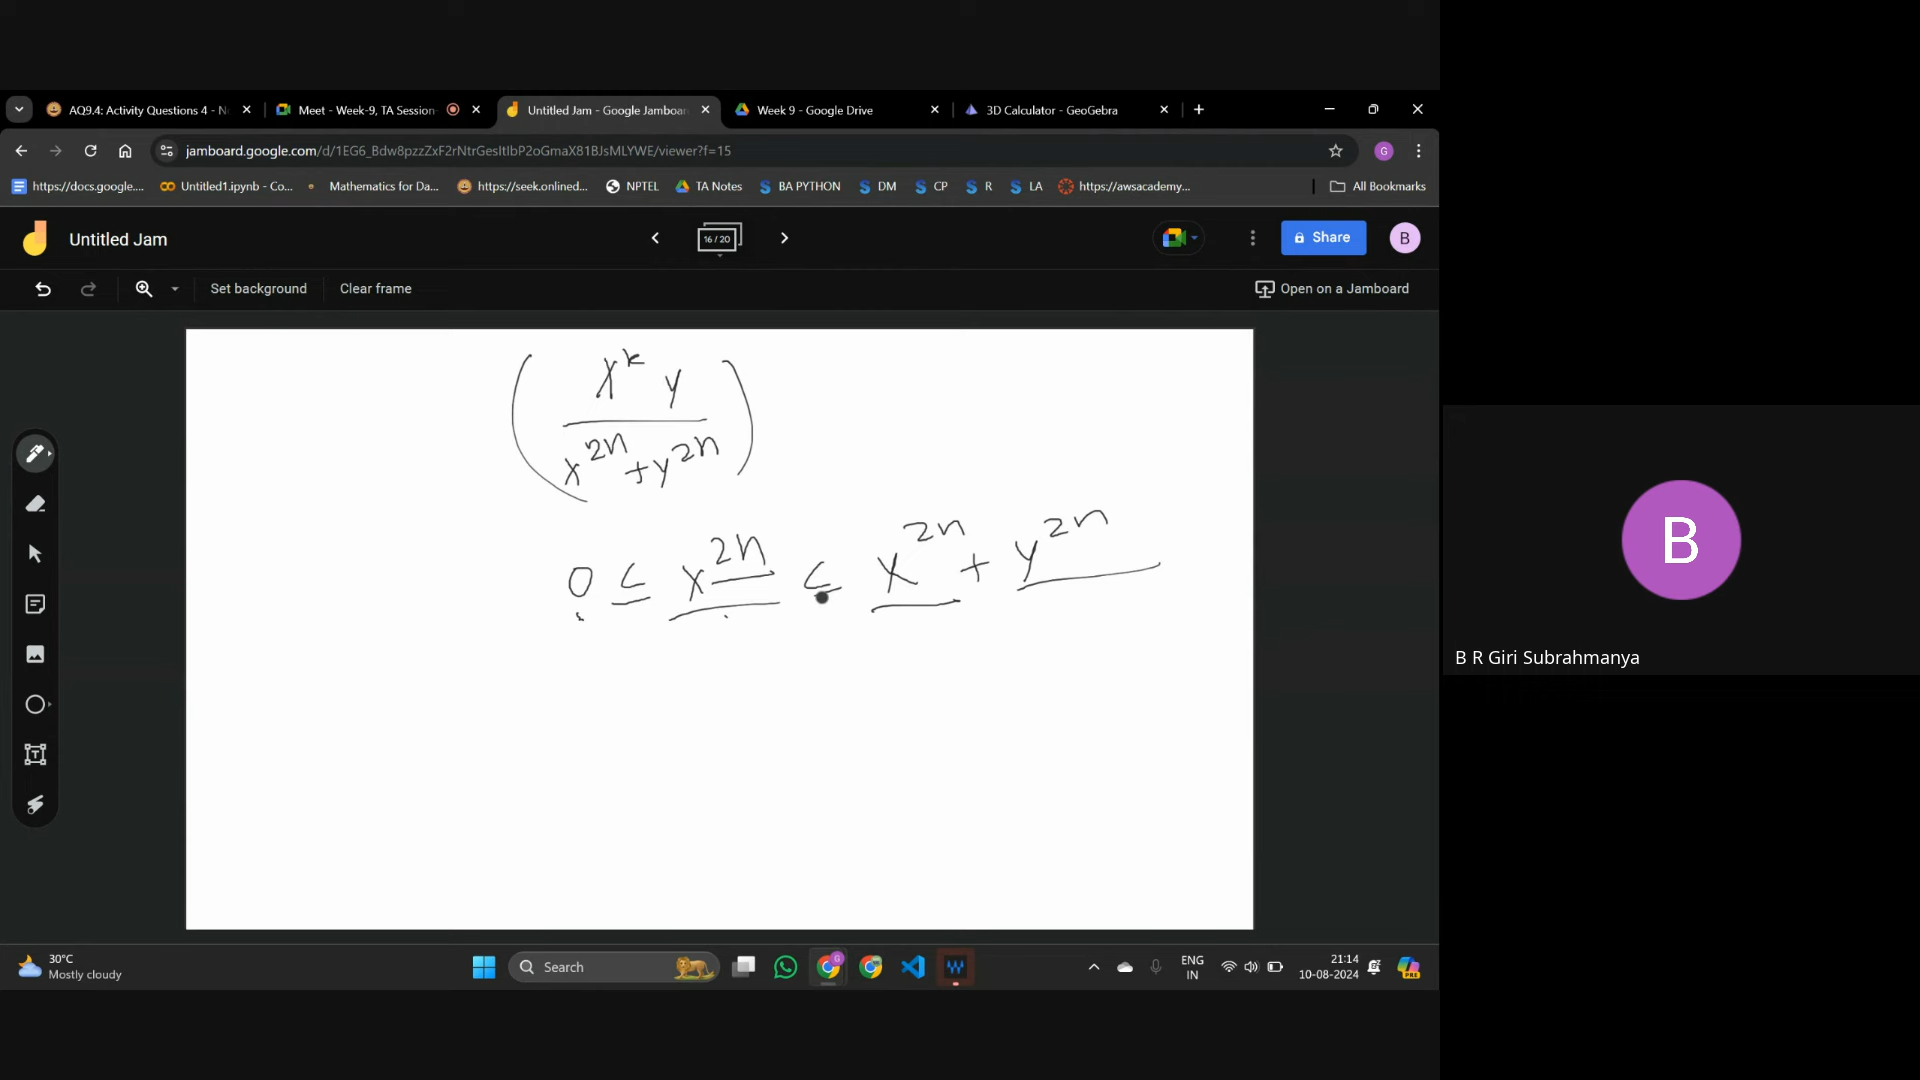 AQ9.4: Activity Questions 4 - N
Meet - Week-9, TA Session
Untitled Jam - Google Jamboar
Week 9 - Google Drive
3D Calculator - GeoGebra
jamboard.google.com/d/1EG6_Bdw8pzzZxF2rNtrGesItIbP2oGmaX81BJsMLYWE/viewer?f=15
G
https://docs.google....
Untitled1.ipynb - Co...
Mathematics for Da...
https://seek.onlined...
NPTEL
TA Notes
BA PYTHON
DM
CP
R
LA
https://awsacademy...
All Bookmarks
Untitled Jam
16 / 20
Share
B
Set background
Clear frame
Open on a Jamboard
x^k y
x^2n + y^2n
0 ≤ x^2n ≤ x^2n + y^2n
B
B R Giri Subrahmanya
30°C
Mostly cloudy
Search
ENG
IN
21:14
10-08-2024